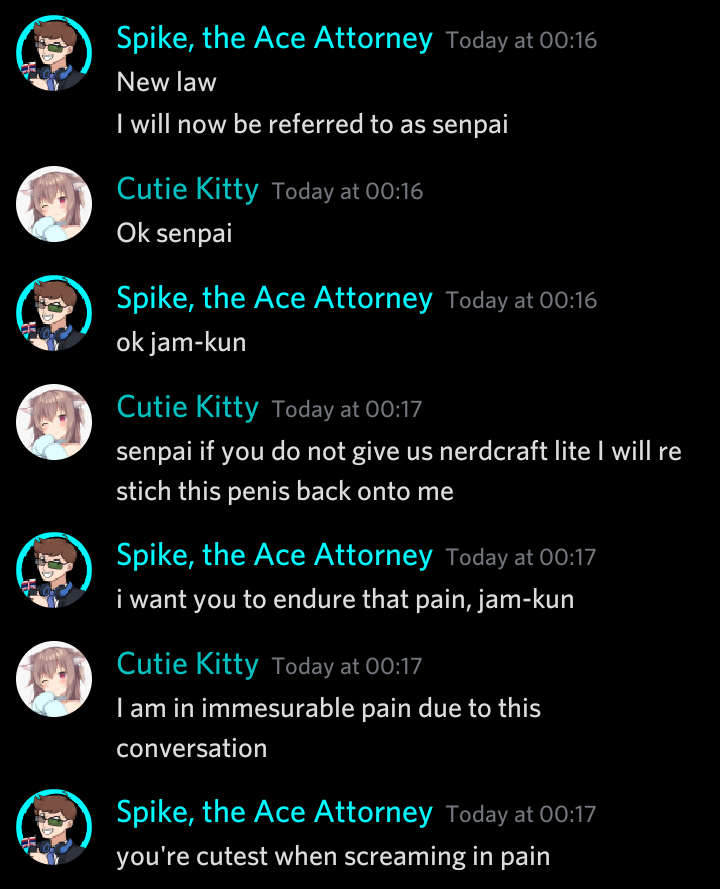 Spike, the Ace Attorney Today at 00:16
New law
I will now be referred to as senpai
Cutie Kitty Today at 00:16
Ok senpai
Spike, the Ace Attorney Today at 00:16
ok jam-kun
Cutie Kitty Today at 00:17
senpai if you do not give us nerdcraft lite I will re
stich this penis back onto me
Spike, the Ace Attorney Today at 00:17
i want you to endure that pain, jam-kun
Cutie Kitty Today at 00:17
I am in immesurable pain due to this
conversation
Spike, the Ace Attorney Today at 00:17
you're cutest when screaming in pain